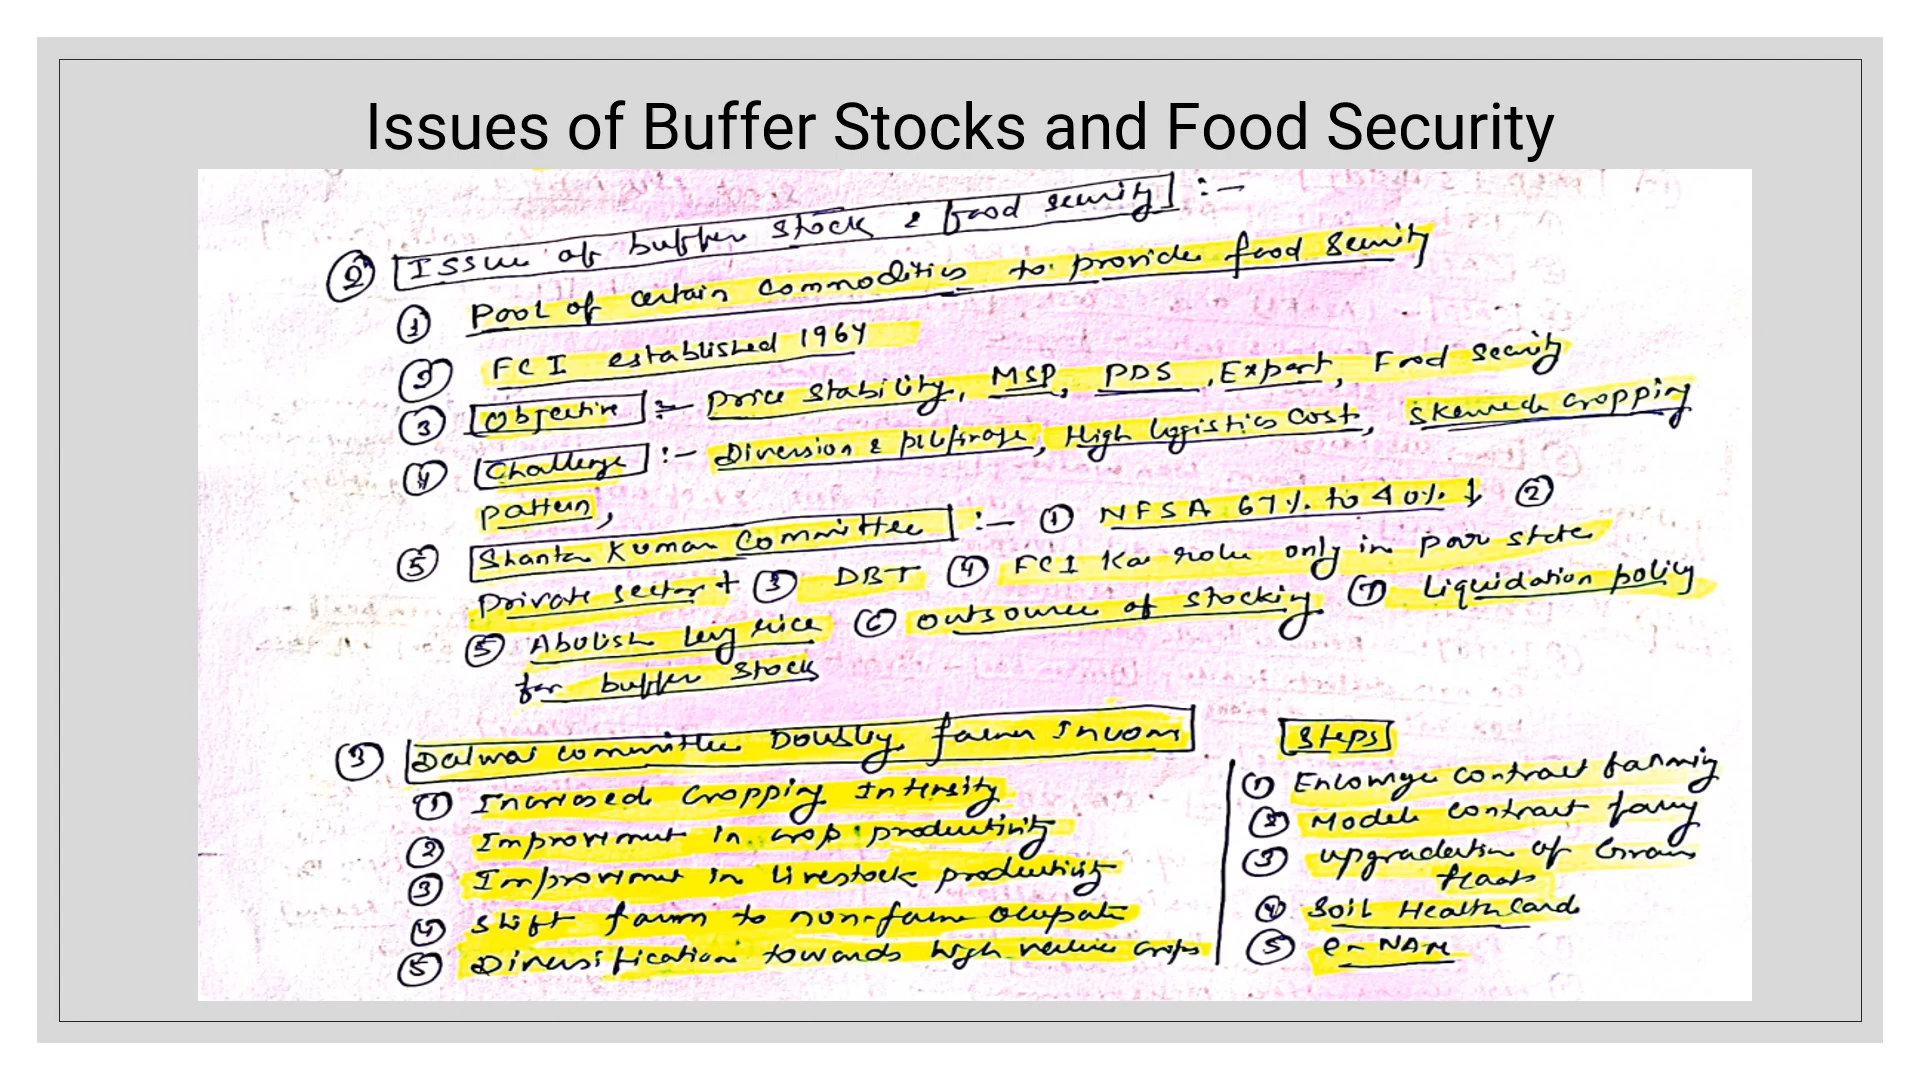 Issues of Buffer Stocks and Food Security
② Issue of buffer stock & food security :-
① Pool of certain commodities to provide food security
② FCI established 1964
③ Objective :- Price stability, MSP, PDS, Export, Food security
④ Challenge :- Diversion & pilferage, High logistics cost, skewed cropping
pattern,
⑤ Shanta Kumar Committee :- ① NFSA 67% to 40% ↓ ②
Private sector + ③ DBT ④ FCI Ka role only in poor state
⑤ Abolish levy rice ⑥ outsource of stocking ⑦ Liquidation policy
for buffer stock
③ Dalwai committee Doubling farmer Income
① Increased cropping Intensity
② Improvement in crop productivity
③ Improvement in livestock productivity
④ Shift farm to non-farm
⑤ Diversification towards high value crops
Steps
① contract farming
② Model contract
③ upgradation of Gram
④ Soil Health Card
⑤ e-NAM